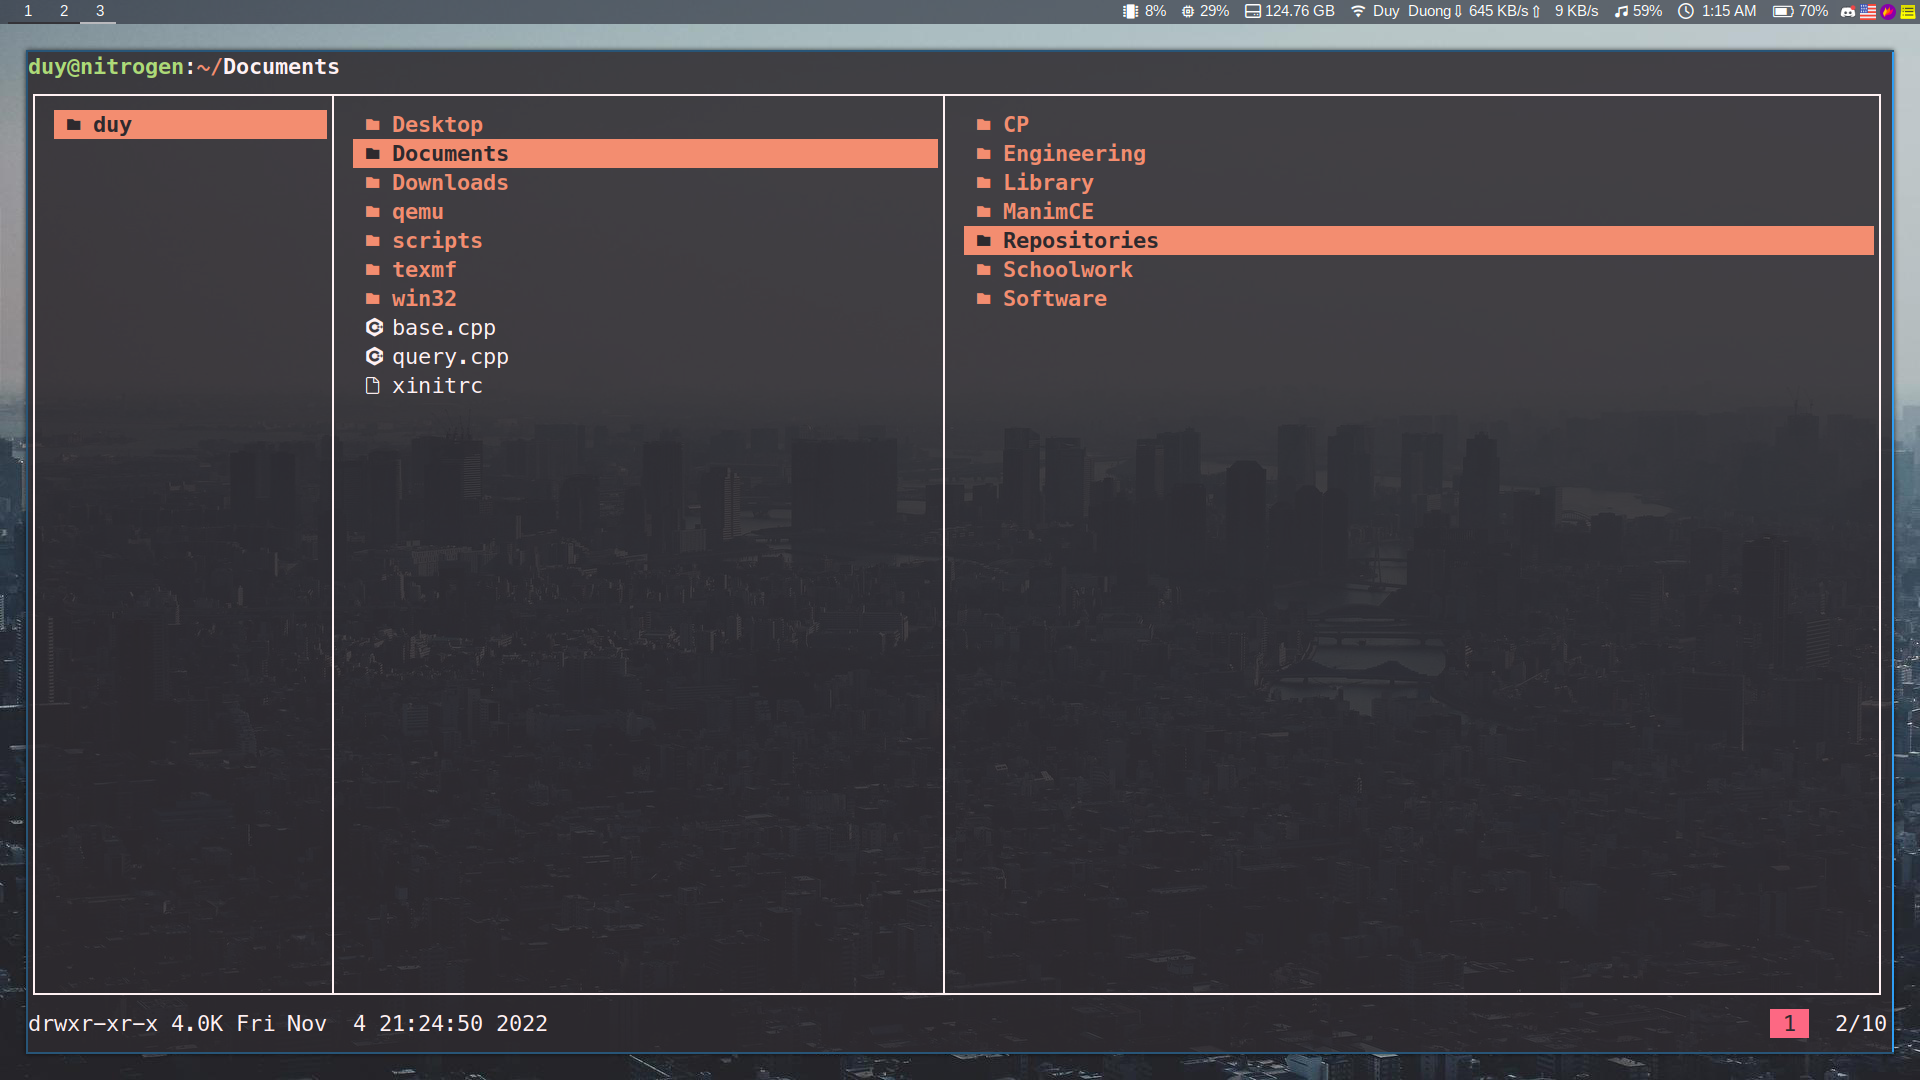 1 2 3 8% 29% 124.76 GB Duy Duong⇩ 645 KB/s⇧ 9 KB/s 59% 1:15 AM 70%
duy@nitrogen:~/Documents
duy
Desktop
Documents
Downloads
qemu
scripts
texmf
win32
base.cpp
query.cpp
xinitrc
CP
Engineering
Library
ManimCE
Repositories
Schoolwork
Software
drwxr-xr-x 4.0K Fri Nov  4 21:24:50 2022 1 2/10